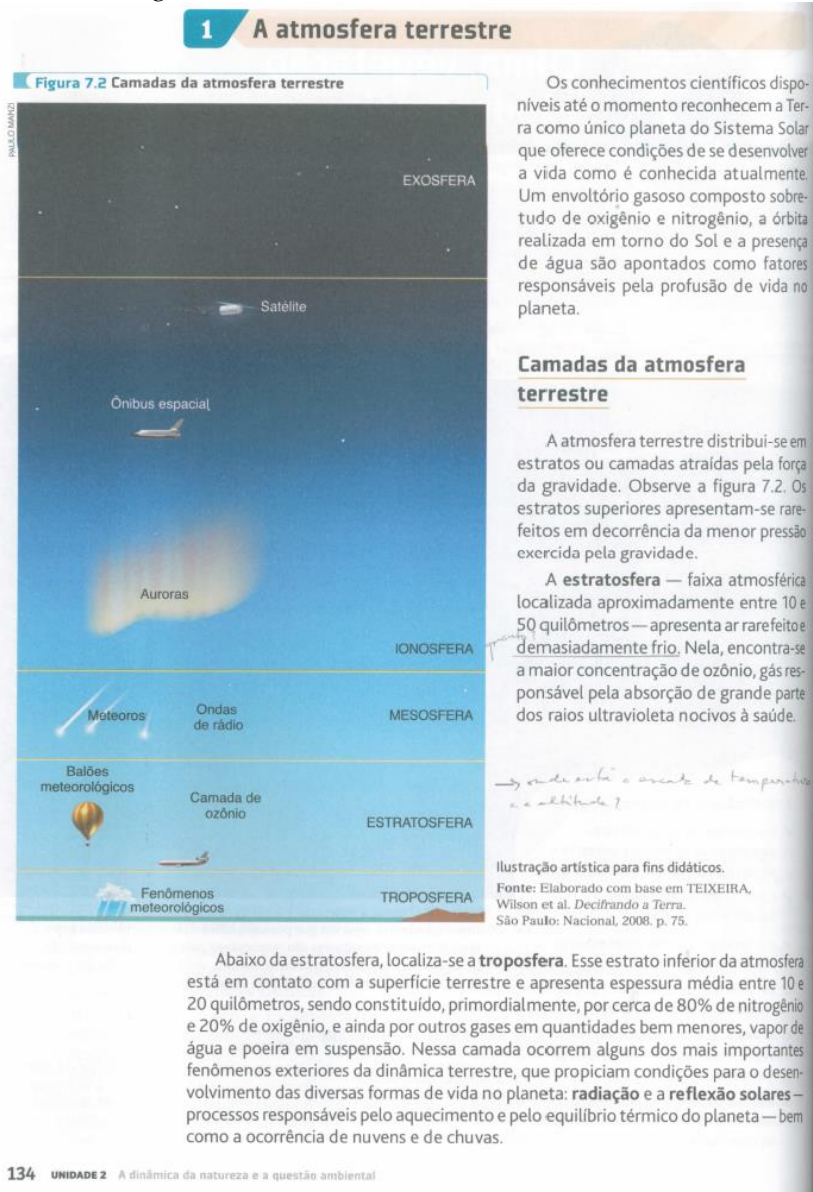 1 A atmosfera terrestre
Figura 7.2 Camadas da atmosfera terrestre
PAULO MANZI
EXOSFERA
Satélite
Ônibus espacial
Auroras
IONOSFERA
Meteoros
Ondas
de rádio
MESOSFERA
Balões
meteorológicos
Camada de
ozônio
ESTRATOSFERA
Fenômenos
meteorológicos
TROPOSFERA
Os conhecimentos científicos dispo-
níveis até o momento reconhecem a Ter-
ra como único planeta do Sistema Solar
que oferece condições de se desenvolver
a vida como é conhecida atualmente.
Um envoltório gasoso composto sobre-
tudo de oxigênio e nitrogênio, a órbita
realizada em torno do Sol e a presença
de água são apontados como fatores
responsáveis pela profusão de vida no
planeta.
Camadas da atmosfera
terrestre
A atmosfera terrestre distribui-se em
estratos ou camadas atraídas pela força
da gravidade. Observe a figura 7.2. Os
estratos superiores apresentam-se rare-
feitos em decorrência da menor pressão
exercida pela gravidade.
A estratosfera — faixa atmosférica
localizada aproximadamente entre 10 e
50 quilômetros — apresenta ar rarefeito e
demasiadamente frio. Nela, encontra-se
a maior concentração de ozônio, gás res-
ponsável pela absorção de grande parte
dos raios ultravioleta nocivos à saúde.
→ onde está a escala de temperatura
e a altitude?
Ilustração artística para fins didáticos.
Fonte: Elaborado com base em TEIXEIRA,
Wilson et al. Decifrando a Terra.
São Paulo: Nacional, 2008. p. 75.
Abaixo da estratosfera, localiza-se a troposfera. Esse estrato inferior da atmosfera
está em contato com a superfície terrestre e apresenta espessura média entre 10 e
20 quilômetros, sendo constituído, primordialmente, por cerca de 80% de nitrogênio
e 20% de oxigênio, e ainda por outros gases em quantidades bem menores, vapor de
água e poeira em suspensão. Nessa camada ocorrem alguns dos mais importantes
fenômenos exteriores da dinâmica terrestre, que propiciam condições para o desen-
volvimento das diversas formas de vida no planeta: radiação e a reflexão solares –
processos responsáveis pelo aquecimento e pelo equilíbrio térmico do planeta — bem
como a ocorrência de nuvens e de chuvas.
134 UNIDADE 2 A dinâmica da natureza e a questão ambiental